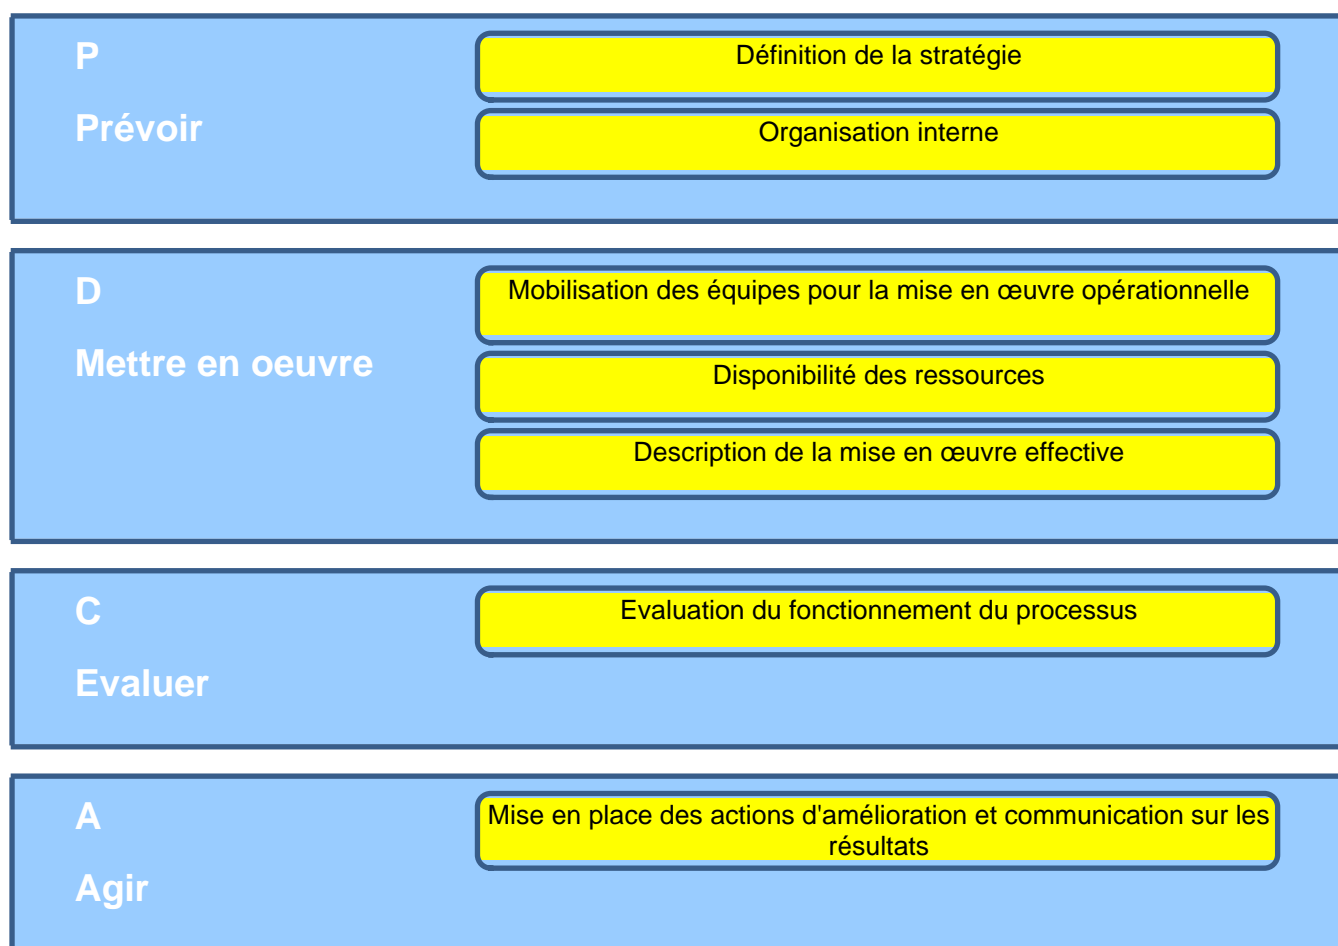 P
Prévoir
Définition de la stratégie
Organisation interne
D
Mettre en oeuvre
Mobilisation des équipes pour la mise en œuvre opérationnelle
Disponibilité des ressources
Description de la mise en œuvre effective
C
Evaluer
Evaluation du fonctionnement du processus
A
Agir
Mise en place des actions d'amélioration et communication sur les
résultats